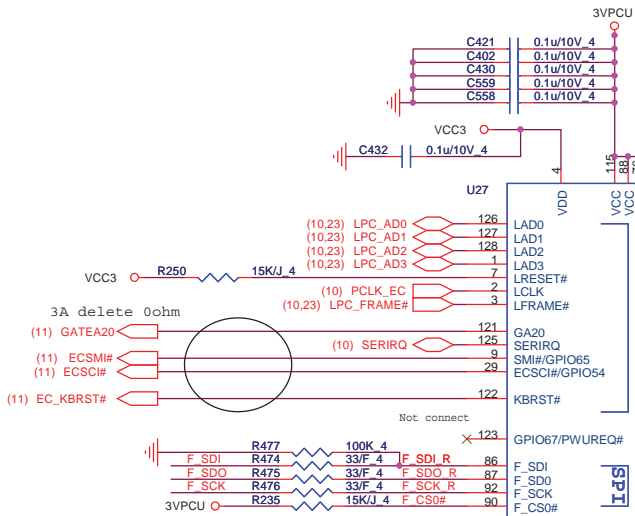 3VPCU
C421 0.1u/10V_4
C402 0.1u/10V_4
C430 0.1u/10V_4
C559 0.1u/10V_4
C558 0.1u/10V_4
VCC3
C432 0.1u/10V_4
4 115 88
U27
VDD VCC VCC
(10,23) LPC_AD0 126 LAD0
(10,23) LPC_AD1 127 LAD1
(10,23) LPC_AD2 128 LAD2
(10,23) LPC_AD3 1 LAD3
VCC3 R250 15K/J_4 7 LRESET#
(10) PCLK_EC 2 LCLK
(10,23) LPC_FRAME# 3 LFRAME#
3A delete 0ohm
(11) GATEA20 121 GA20
(10) SERIRQ 125 SERIRQ
(11) ECSMI# 9 SMI#/GPIO65
(11) ECSCI# 29 ECSCI#/GPIO54
(11) EC_KBRST# 122 KBRST#
Not connect
123 GPIO67/PWUREQ#
R477 100K_4
F_SDI R474 33/F_4 F_SDI_R 86 F_SDI
F_SDO R475 33/F_4 F_SDO_R 87 F_SD0
F_SCK R476 33/F_4 F_SCK_R 92 F_SCK
3VPCU R235 15K/J_4 F_CS0# 90 F_CS0#
SPI